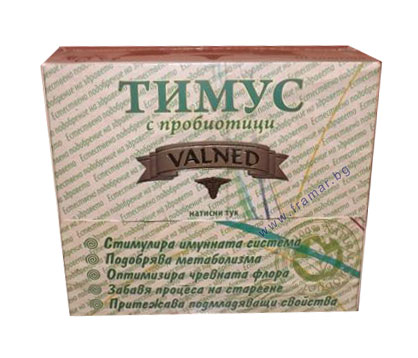 ТИМУС
с пробиотици
VALNED
натисни тук
www.iramar.bg
Стимулира имунната система
Подобрява метаболизма
Оптимизира чревната флора
Забавя процеса на стареене
Притежава подмладяващи свойства